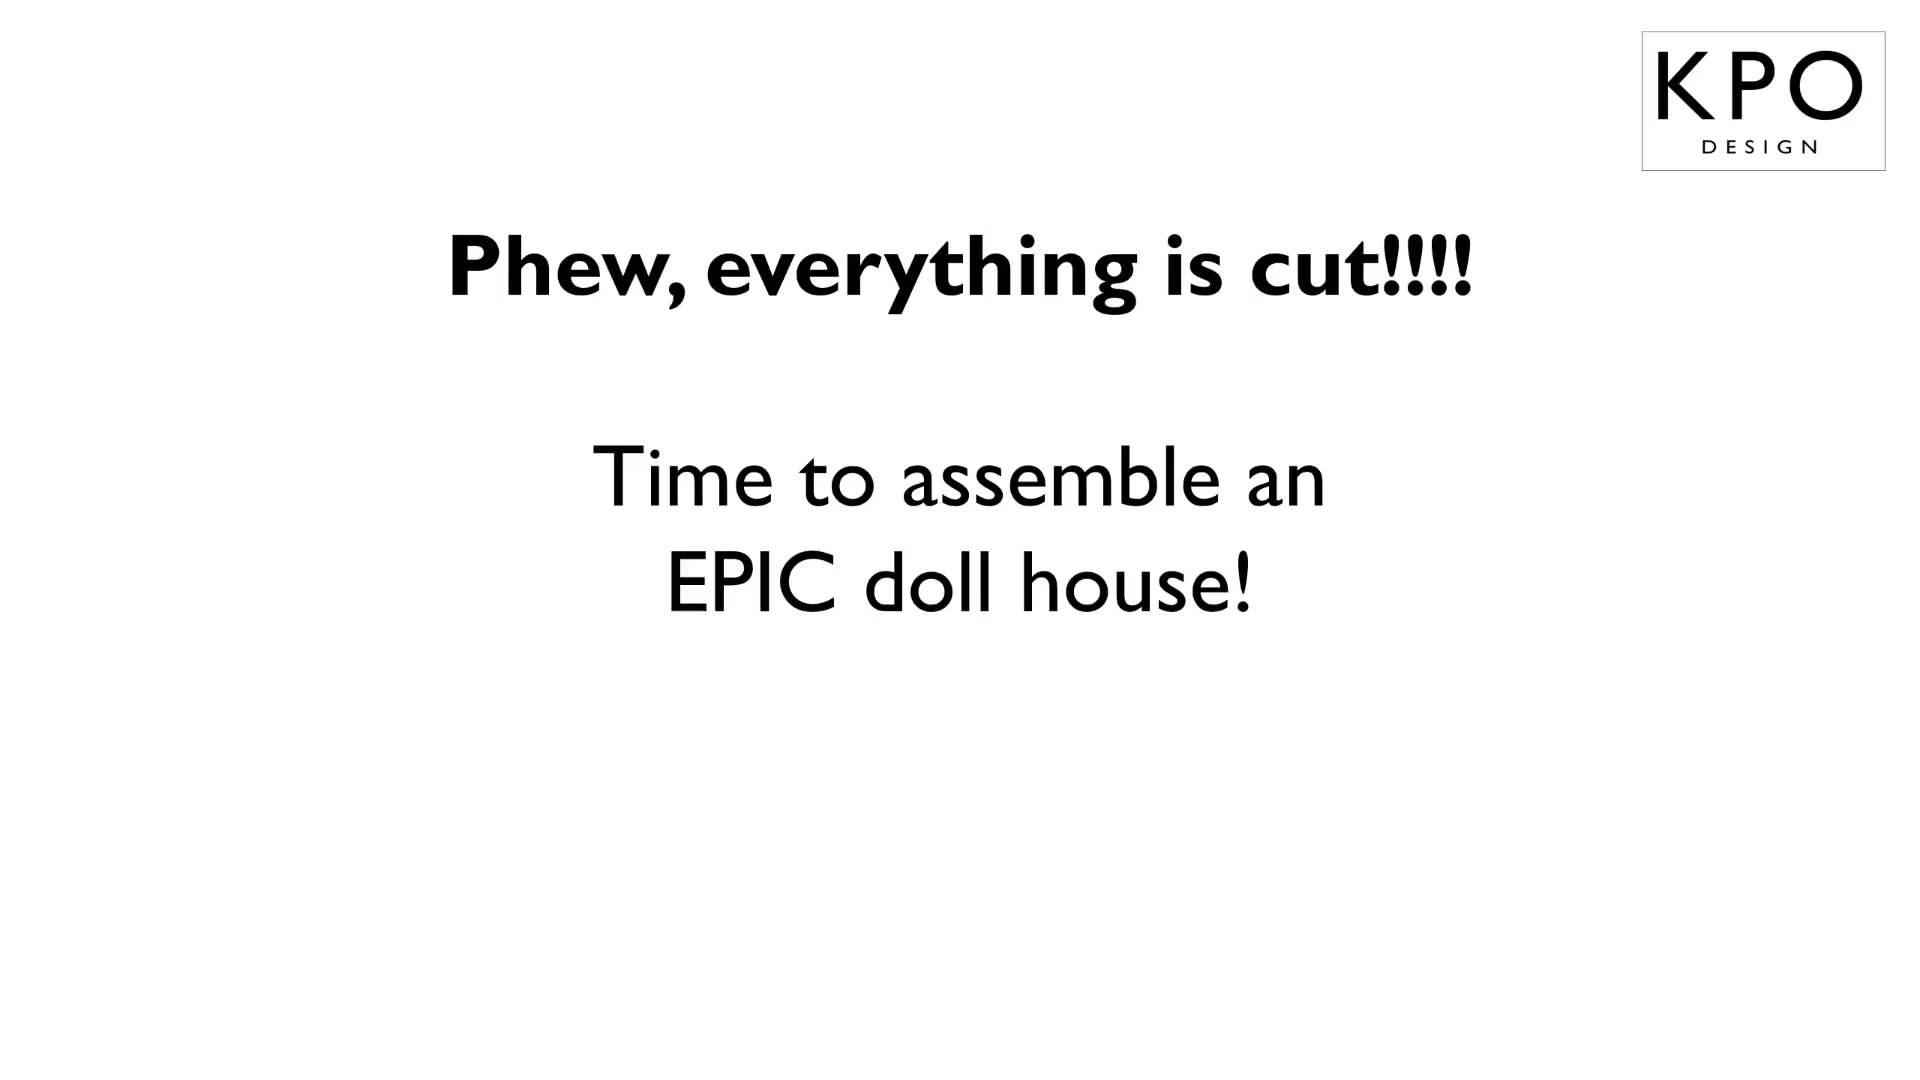 KPO
DESIGN
Phew, everything is cut!!!!
Time to assemble an
EPIC doll house!